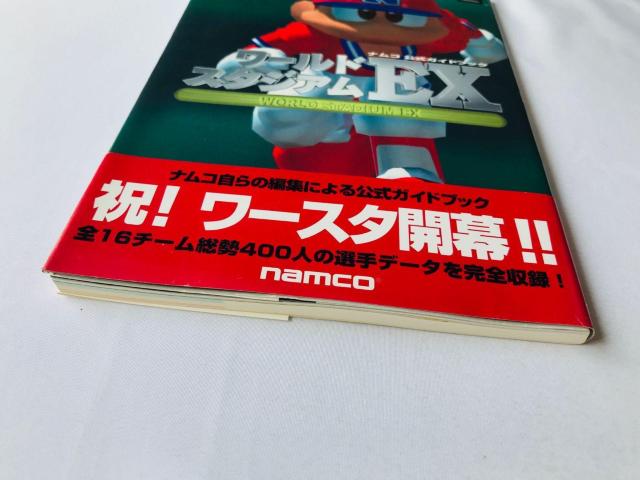 ナムコ 公式ガイドブック
ワールド
スタジアムEX
WORLD STADIUM EX
ナムコ自らの編集による公式ガイドブック
祝！ワースタ開幕!!
全16チーム総勢400人の選手データを完全収録！
namco